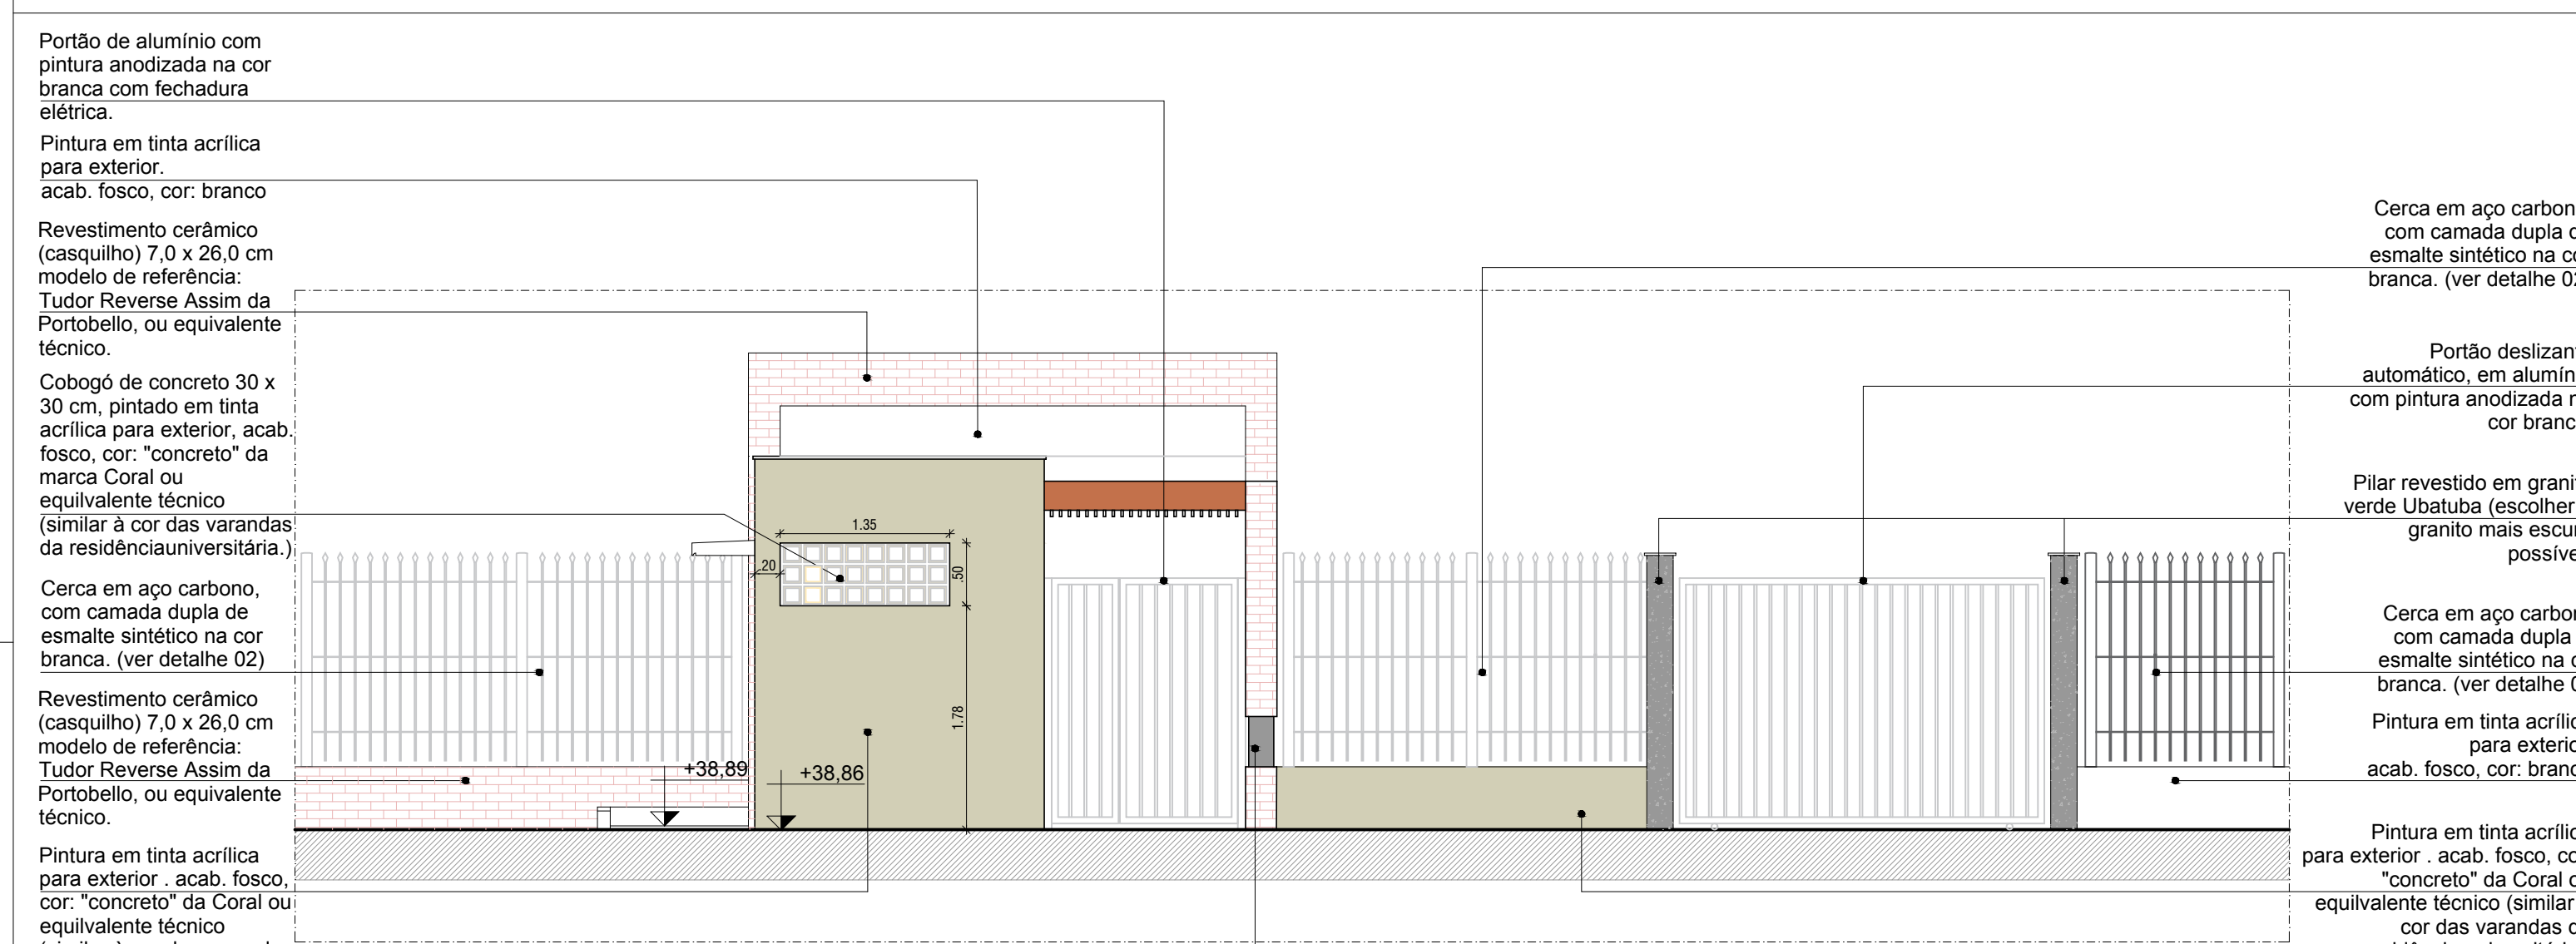 Portão de alumínio com
pintura anodizada na cor
branca com fechadura
elétrica.
Pintura em tinta acrílica
para exterior.
acab. fosco, cor: branco
Revestimento cerâmico
(casquilho) 7,0 x 26,0 cm
modelo de referência:
Tudor Reverse Assim da
Portobello, ou equivalente
técnico.
Cobogó de concreto 30 x
30 cm, pintado em tinta
acrílica para exterior, acab.
fosco, cor: "concreto" da
marca Coral ou
equilvalente técnico
(similar à cor das varandas
da residênciauniversitária.)
Cerca em aço carbono,
com camada dupla de
esmalte sintético na cor
branca. (ver detalhe 02)
Revestimento cerâmico
(casquilho) 7,0 x 26,0 cm
modelo de referência:
Tudor Reverse Assim da
Portobello, ou equivalente
técnico.
Pintura em tinta acrílica
para exterior . acab. fosco,
cor: "concreto" da Coral ou
equilvalente técnico
1.35
.20
.50
1.78
+38,89
+38,86
Cerca em aço carbon
com camada dupla
esmalte sintético na
branca. (ver detalhe
Portão deslizan
automático, em alumín
com pintura anodizada
cor branc
Pilar revestido em grani
verde Ubatuba (escolher
granito mais escu
possíve
Cerca em aço carbo
com camada dupla
esmalte sintético na
branca. (ver detalhe
Pintura em tinta acrílic
para exterio
acab. fosco, cor: branc
Pintura em tinta acrílic
para exterior . acab. fosco,
"concreto" da Coral
equilvalente técnico (similar
cor das varandas